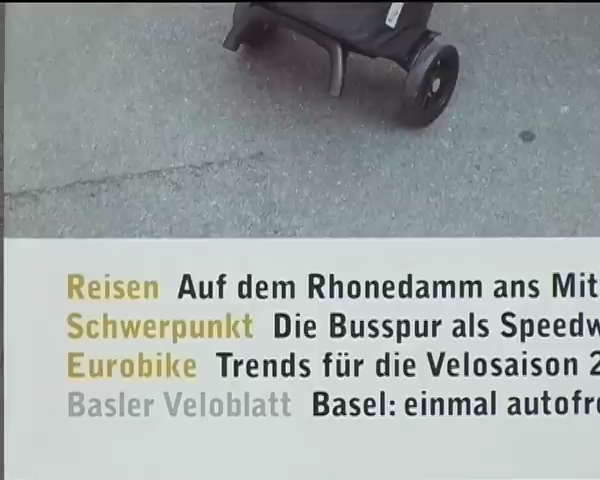 Reisen Auf dem Rhonedamm ans Mit
Schwerpunkt Die Busspur als Speedw
Eurobike Trends für die Velosaison 2
Basler Veloblatt Basel: einmal autofre